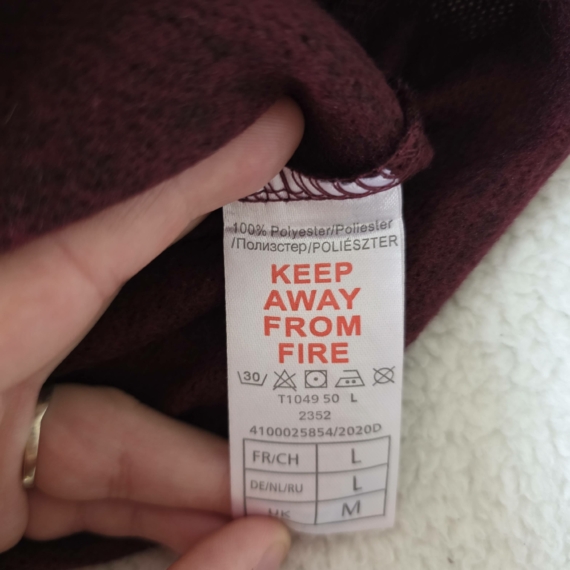 100% Polyester/Poliester
/Полиэстер/POLIÉSZTER
KEEP
AWAY
FROM
FIRE
30
T1049 50 L
2352
4100025854/2020D
FR/CH L
DE/NL/RU L
UK M